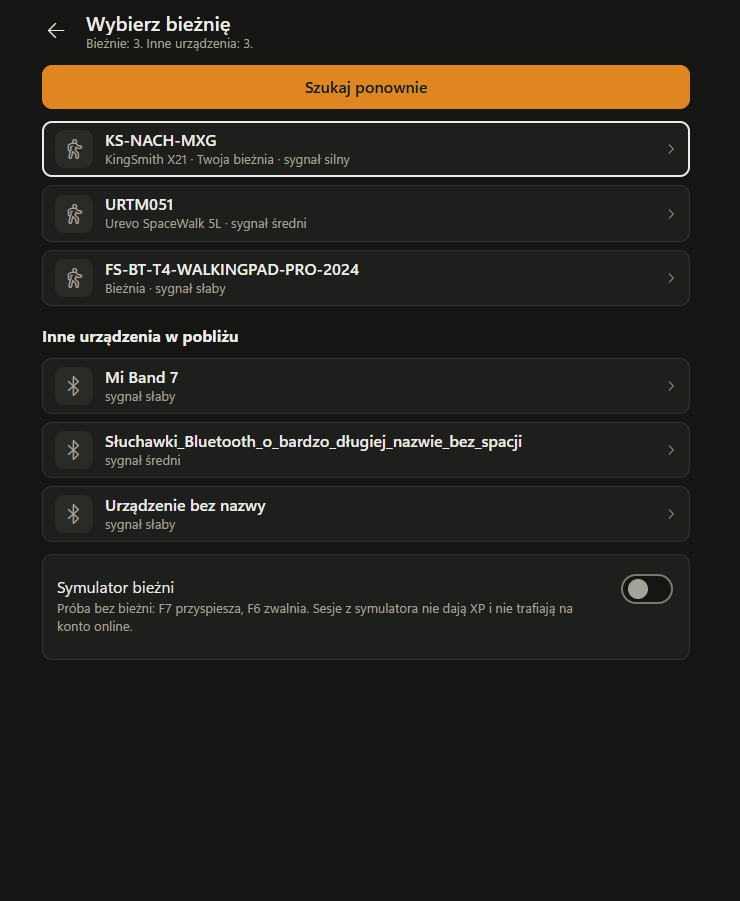 Wybierz bieżnię
Bieżnie: 3. Inne urządzenia: 3.
Szukaj ponownie
KS-NACH-MXG
KingSmith X21 · Twoja bieżnia · sygnał silny
URTM051
Urevo SpaceWalk 5L · sygnał średni
FS-BT-T4-WALKINGPAD-PRO-2024
Bieżnia · sygnał słaby
Inne urządzenia w pobliżu
Mi Band 7
sygnał słaby
Słuchawki_Bluetooth_o_bardzo_długiej_nazwie_bez_spacji
sygnał średni
Urządzenie bez nazwy
sygnał słaby
Symulator bieżni
Próba bez bieżni: F7 przyspiesza, F6 zwalnia. Sesje z symulatora nie dają XP i nie trafiają na
konto online.